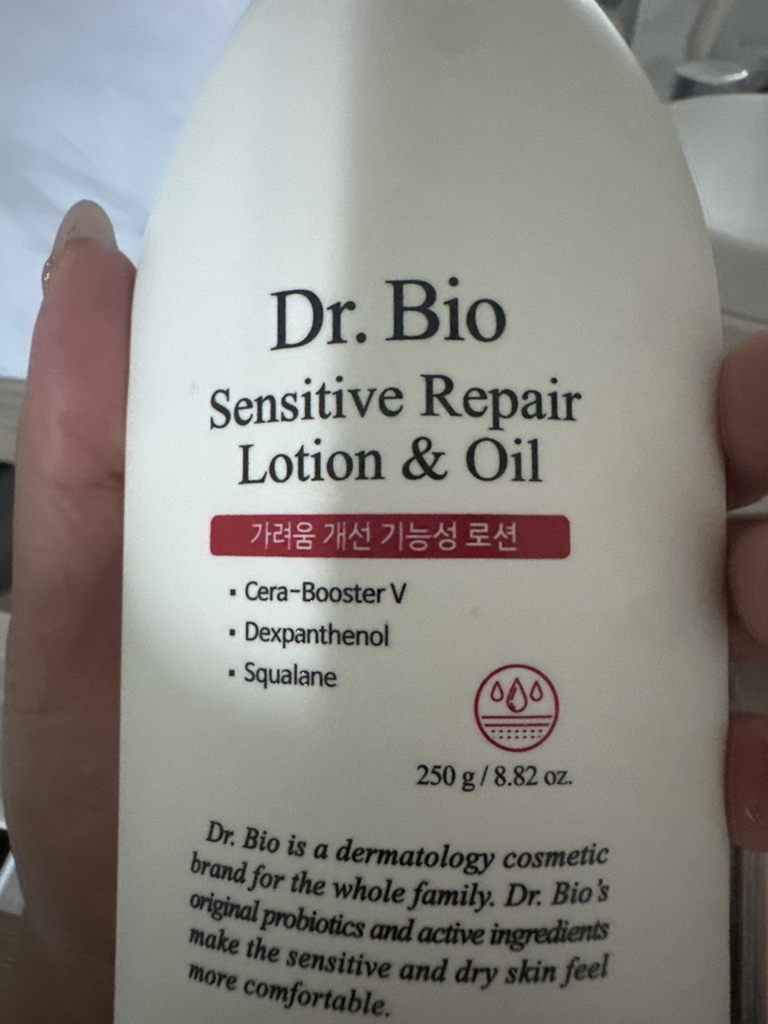 Dr. Bio
Sensitive Repair
Lotion & Oil
가려움 개선 기능성 로션
▪ Cera-Booster V
▪ Dexpanthenol
▪ Squalane
250 g / 8.82 oz.
Dr. Bio is a dermatology cosmetic
brand for the whole family. Dr. Bio's
original probiotics and active ingredients
make the sensitive and dry skin feel
more comfortable.